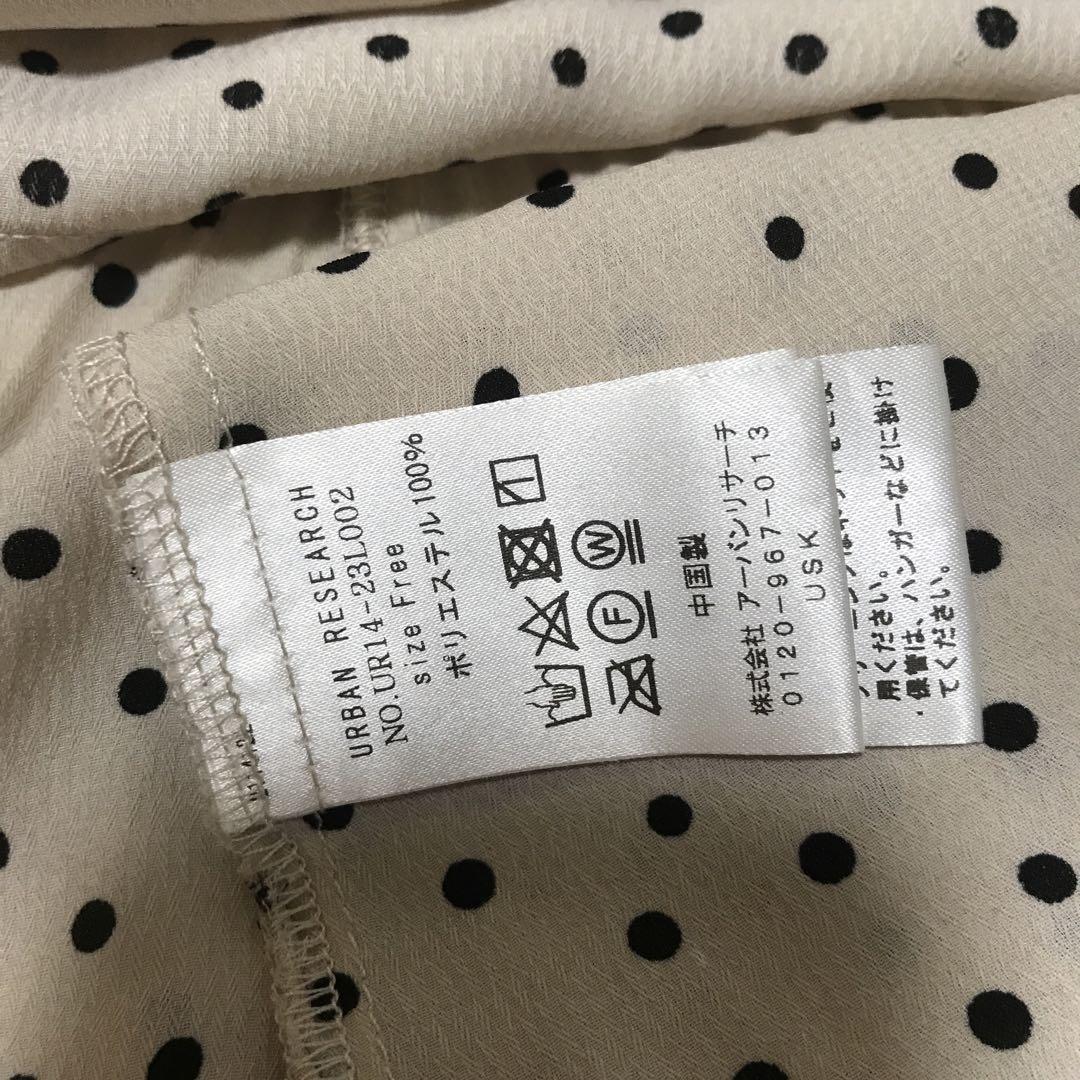 URBAN RESEARCH
NO.UR14-23L002
size Free
ポリエステル100%
W
F
中国製
株式会社 アーバンリサーチ
0120-967-013
USK
用ください。
・保管は、ハンガーなどに掛け
てください。